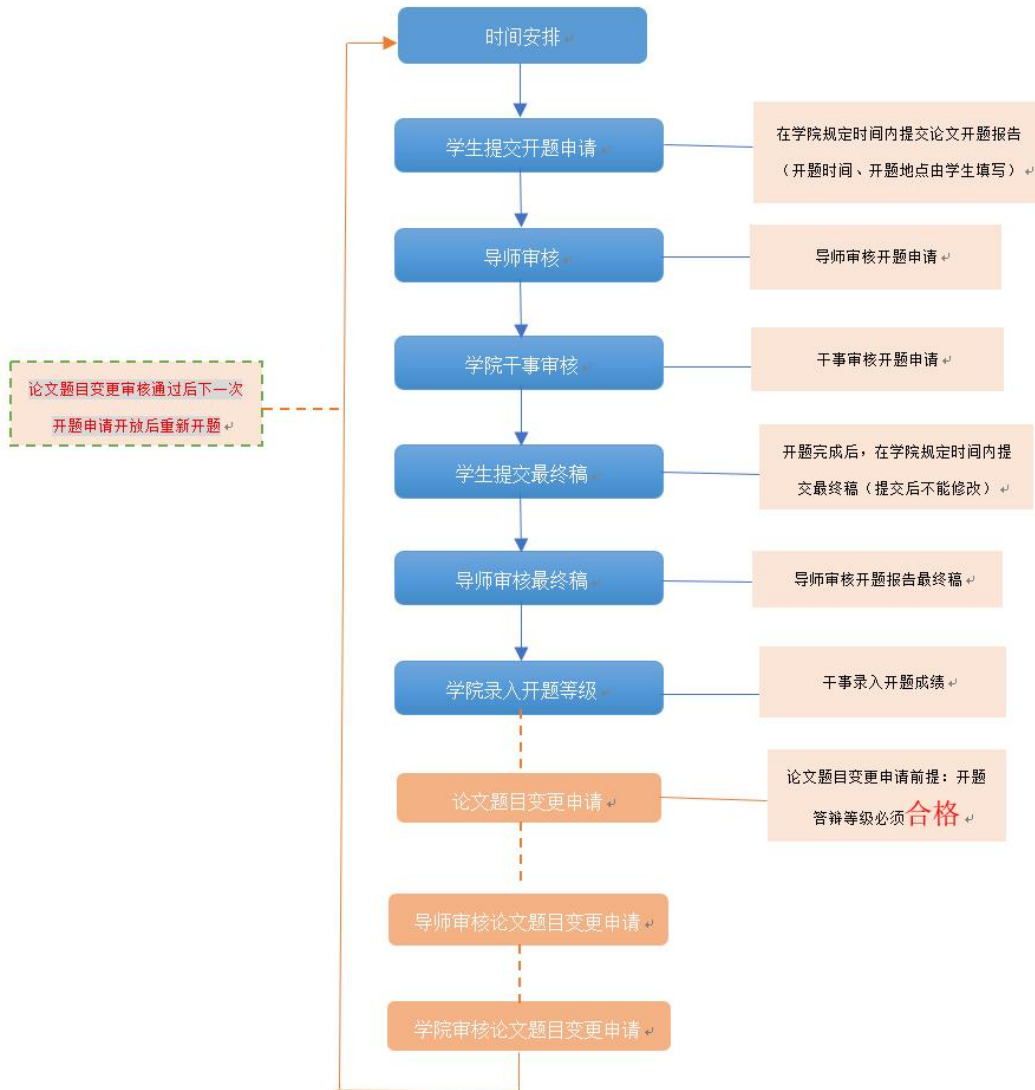 时间安排
学生提交开题申请
在学院规定时间内提交论文开题报告
（开题时间、开题地点由学生填写）
导师审核
导师审核开题申请
学院干事审核
干事审核开题申请
论文题目变更审核通过后下一次
开题申请开放后重新开题
学生提交最终稿
开题完成后，在学院规定时间内提
交最终稿（提交后不能修改）
导师审核最终稿
导师审核开题报告最终稿
学院录入开题等级
干事录入开题成绩
论文题目变更申请
论文题目变更申请前提：开题
答辩等级必须合格
导师审核论文题目变更申请
学院审核论文题目变更申请